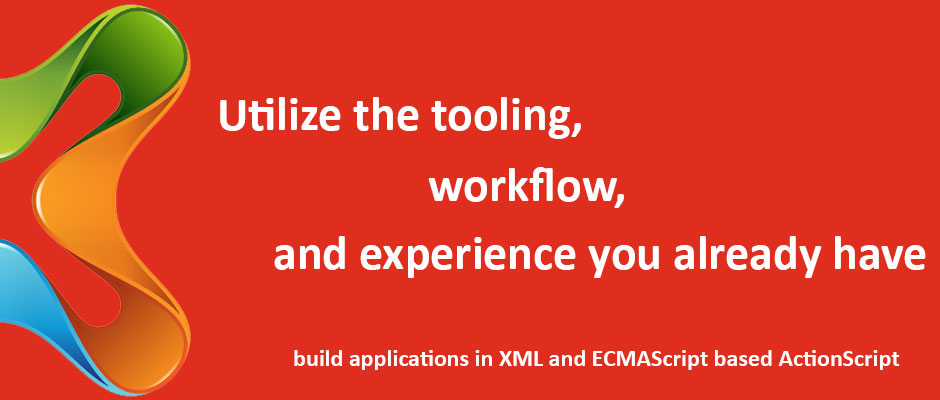 Utilize the tooling,
workflow,
and experience you already have
build applications in XML and ECMAScript based ActionScript